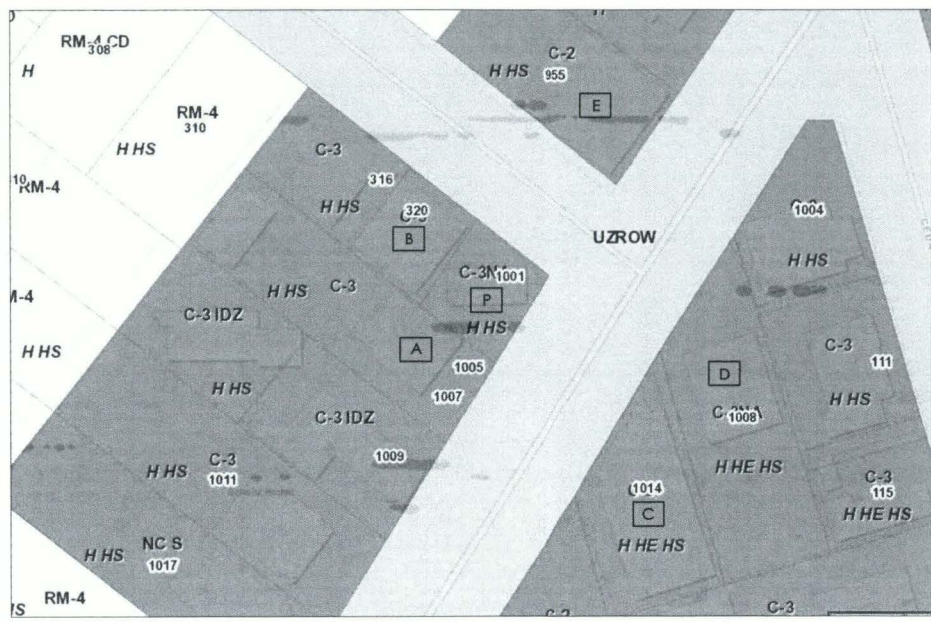 RM-4 CD
308
H
C-2
H HS
955
E
RM-4
310
H HS
C-3
RM-4
316
H HS
320
B
1004
UZROW
H HS
C-3NA
1001
P
H HS
C-3
H HS
C-3 IDZ
H HS
A
1005
C-3
111
D
H HS
1007
H HS
C-3NA
1008
C-3 IDZ
1009
C-3
1011
H HS
H HE HS
C-3
115
1014
C
H HE HS
H HE HS
NC S
1017
H HS
RM-4
C-3